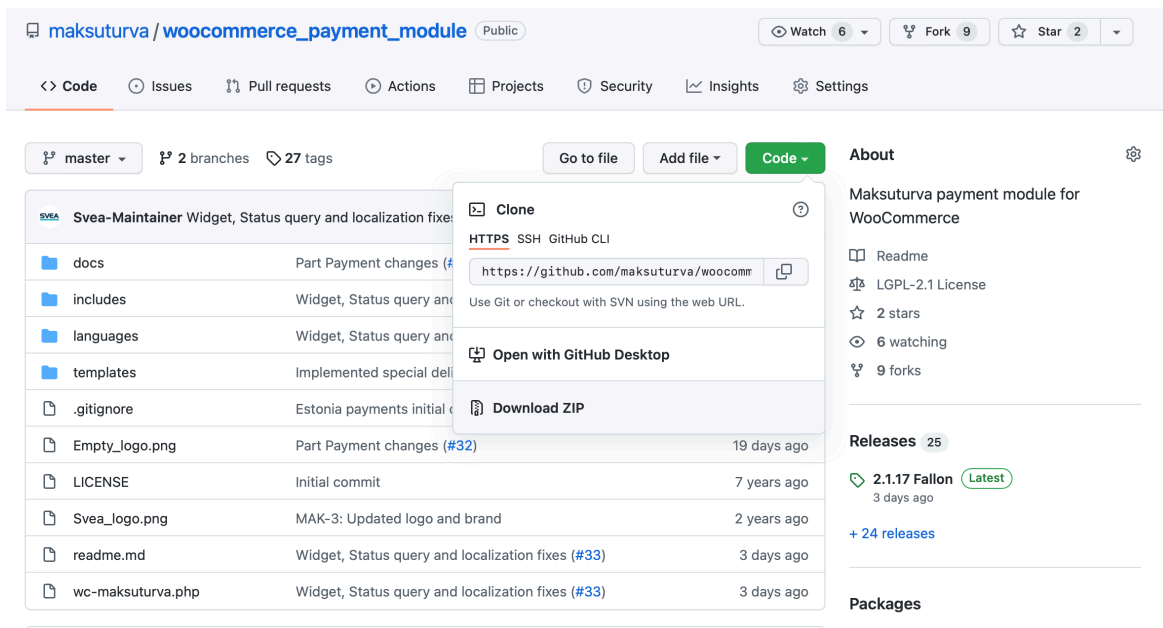 maksuturva / woocommerce_payment_module Public Watch 6 Fork 9 Star 2
<> Code Issues Pull requests Actions Projects Security Insights Settings
master 2 branches 27 tags Go to file Add file Code
SVEA Svea-Maintainer Widget, Status query and localization fixes
docs Part Payment changes (#
includes Widget, Status query and
languages Widget, Status query and
templates Implemented special deli
.gitignore Estonia payments initial
Empty_logo.png Part Payment changes (#32) 19 days ago
LICENSE Initial commit 7 years ago
Svea_logo.png MAK-3: Updated logo and brand 2 years ago
readme.md Widget, Status query and localization fixes (#33) 3 days ago
wc-maksuturva.php Widget, Status query and localization fixes (#33) 3 days ago
Clone
HTTPS SSH GitHub CLI
https://github.com/maksuturva/woocomm
Use Git or checkout with SVN using the web URL.
Open with GitHub Desktop
Download ZIP
About
Maksuturva payment module for
WooCommerce
Readme
LGPL-2.1 License
2 stars
6 watching
9 forks
Releases 25
2.1.17 Fallon Latest
3 days ago
+ 24 releases
Packages